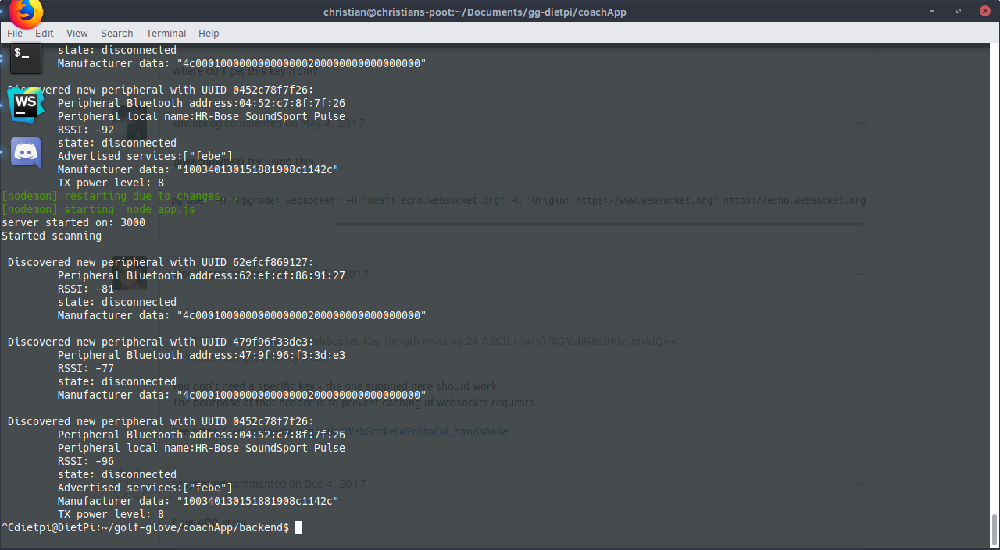 christian@christians-poot:~/Documents/gg-dietpi/coachApp
File Edit View Search Terminal Help
$_
WS
state: disconnected
Manufacturer data: "4c000100000000000000200000000000000000"
Where do I get this key from?
Discovered new peripheral with UUID 0452c78f7f26:
Peripheral Bluetooth address:04:52:c7:8f:7f:26
Peripheral local name:HR-Bose SoundSport Pulse
silvioprog commented on May 4, 2017
RSSI: -92
state: disconnected
Advertised services:["febe"]
try using this:
Manufacturer data: "100340130151881908c1142c"
TX power level: 8
[nodemon] restarting due to changes...
"Upgrade: websocket" -H "Host: echo.websocket.org" -H "Origin: https://www.websocket.org" https://echo.websocket.org
[nodemon] starting `node app.js`
server started on: 3000
Started scanning
Discovered new peripheral with UUID 62efcf869127:
Peripheral Bluetooth address:62:ef:cf:86:91:27
2017
RSSI: -81
state: disconnected
Manufacturer data: "4c000100000000000000200000000000000000"
Discovered new peripheral with UUID 479f96f33de3:
WebSocket-Key (length must be 24 ASCII chars) 'SGVsbG8sIHdvcmxkIQ=='
Peripheral Bluetooth address:47:9f:96:f3:3d:e3
RSSI: -77
state: disconnected
You don't need a specific key - the one supplied here should work.
Manufacturer data: "4c000100000000000000200000000000000000"
The pourpose of that header is to prevent caching of websocket requests.
Discovered new peripheral with UUID 0452c78f7f26:
See
WebSocket#Protocol_handshake
Peripheral Bluetooth address:04:52:c7:8f:7f:26
Peripheral local name:HR-Bose SoundSport Pulse
RSSI: -96
state: disconnected
commented on Dec 4, 2017
Advertised services:["febe"]
Manufacturer data: "100340130151881908c1142c"
TX power level: 8
I get 400 error
^Cdietpi@DietPi:~/golf-glove/coachApp/backend$